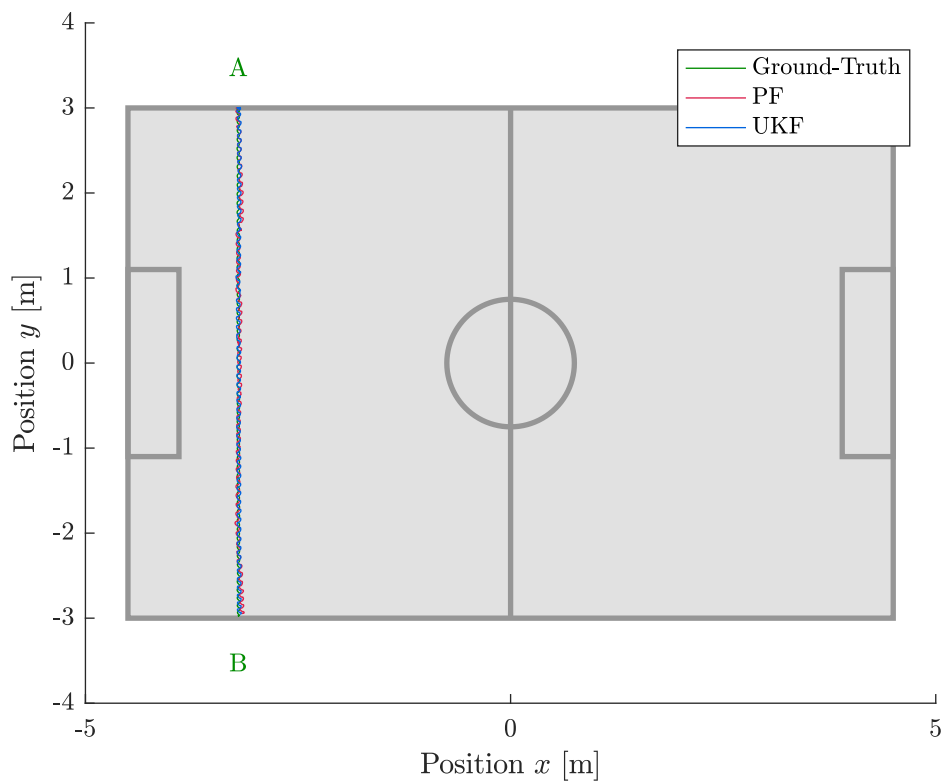 4
A
Ground-Truth
PF
UKF
3
2
1
0
-1
-2
-3
B
-4
-5
0
5
Position x [m]
Position y [m]